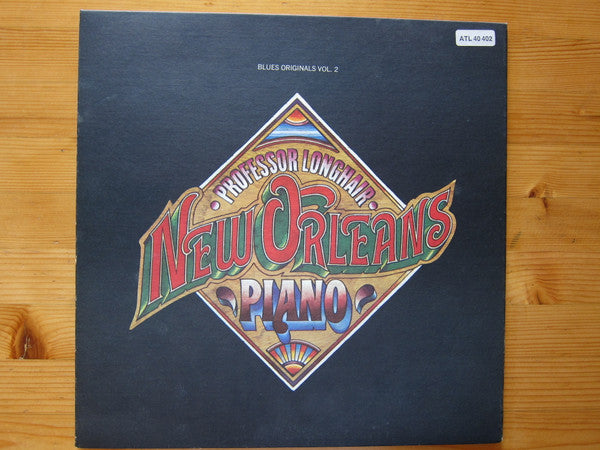 ATL 40 402
BLUES ORIGINALS VOL. 2
PROFESSOR LONGHAIR
NEW ORLEANS
PIANO